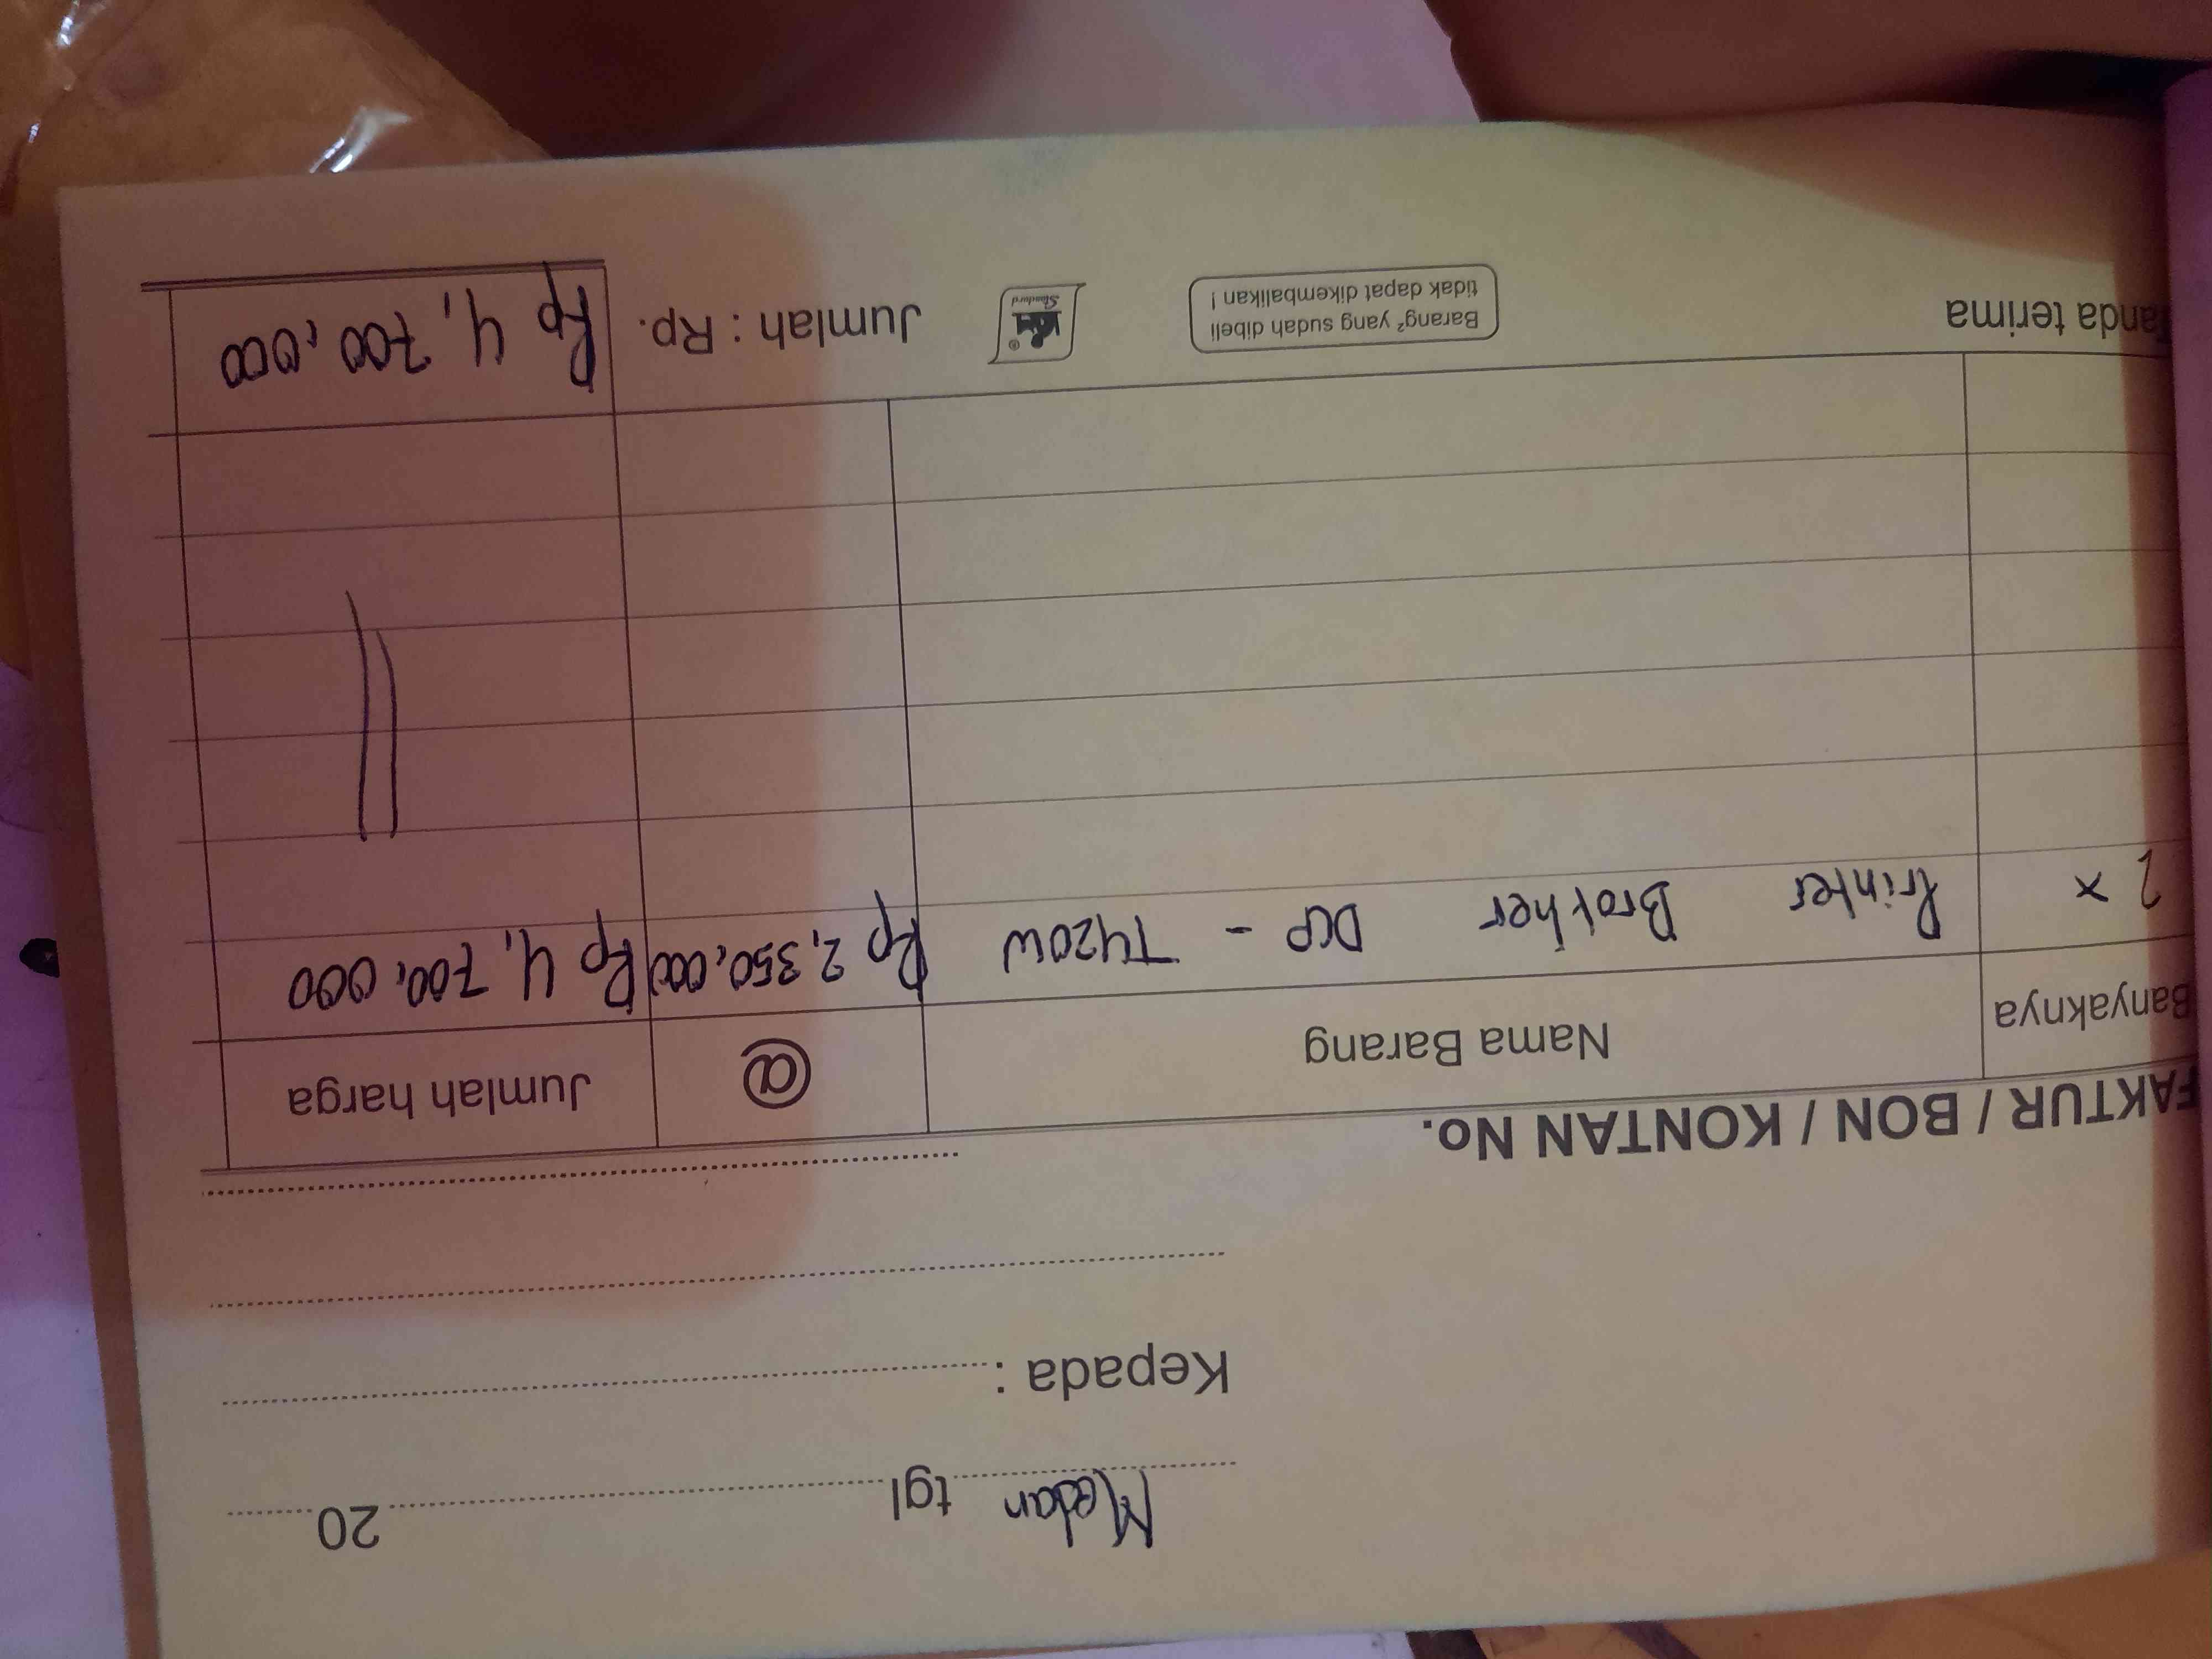 Medan tgl 20
Kepada :
FAKTUR / BON / KONTAN No.
Banyaknya Nama Barang @ Jumlah harga
2 x Printer Brother DCP - T420W Rp 2,350,000 Rp 4,700,000
Tanda terima
Barang² yang sudah dibeli
tidak dapat dikembalikan !
Jumlah : Rp. Rp 4,700,000